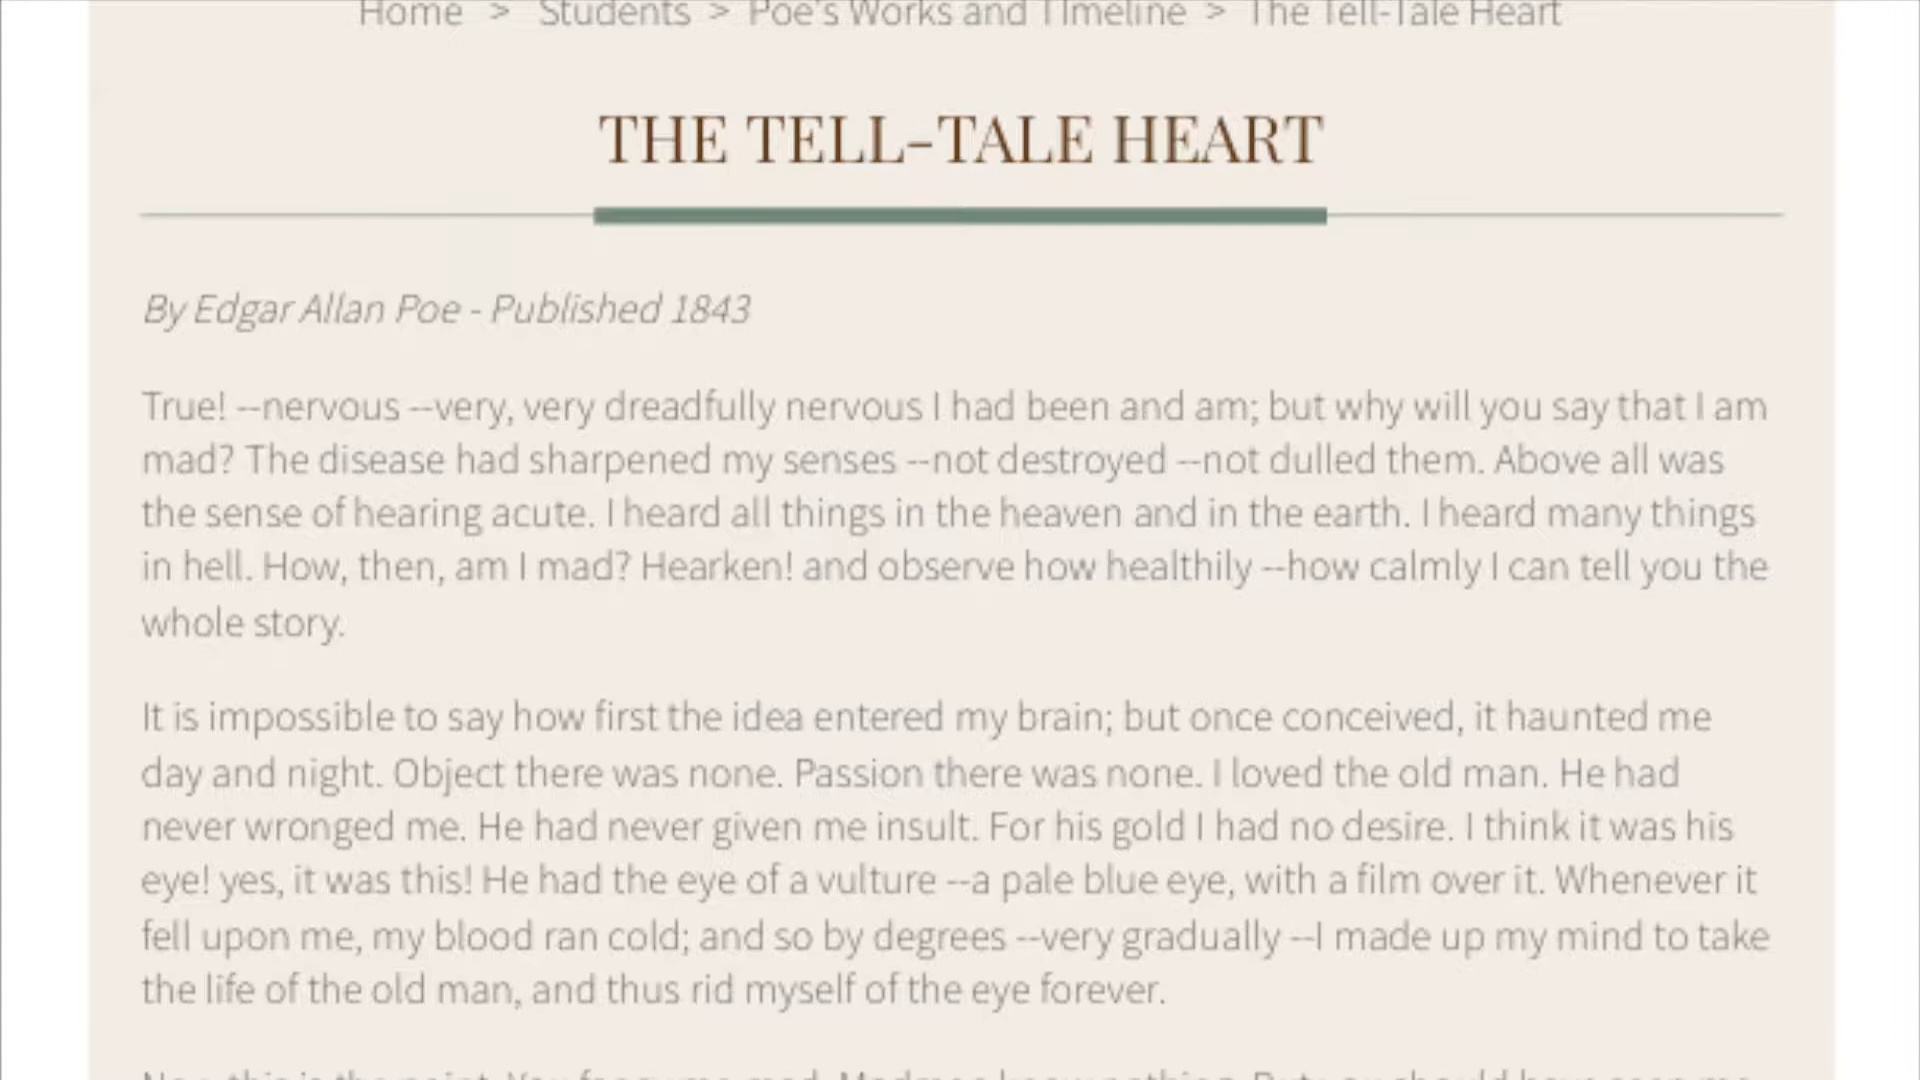 Home > Students > Poe's Works and Timeline > The Tell-Tale Heart
THE TELL-TALE HEART
By Edgar Allan Poe - Published 1843
True! --nervous --very, very dreadfully nervous I had been and am; but why will you say that I am
mad? The disease had sharpened my senses --not destroyed --not dulled them. Above all was
the sense of hearing acute. I heard all things in the heaven and in the earth. I heard many things
in hell. How, then, am I mad? Hearken! and observe how healthily --how calmly I can tell you the
whole story.
It is impossible to say how first the idea entered my brain; but once conceived, it haunted me
day and night. Object there was none. Passion there was none. I loved the old man. He had
never wronged me. He had never given me insult. For his gold I had no desire. I think it was his
eye! yes, it was this! He had the eye of a vulture --a pale blue eye, with a film over it. Whenever it
fell upon me, my blood ran cold; and so by degrees --very gradually --I made up my mind to take
the life of the old man, and thus rid myself of the eye forever.